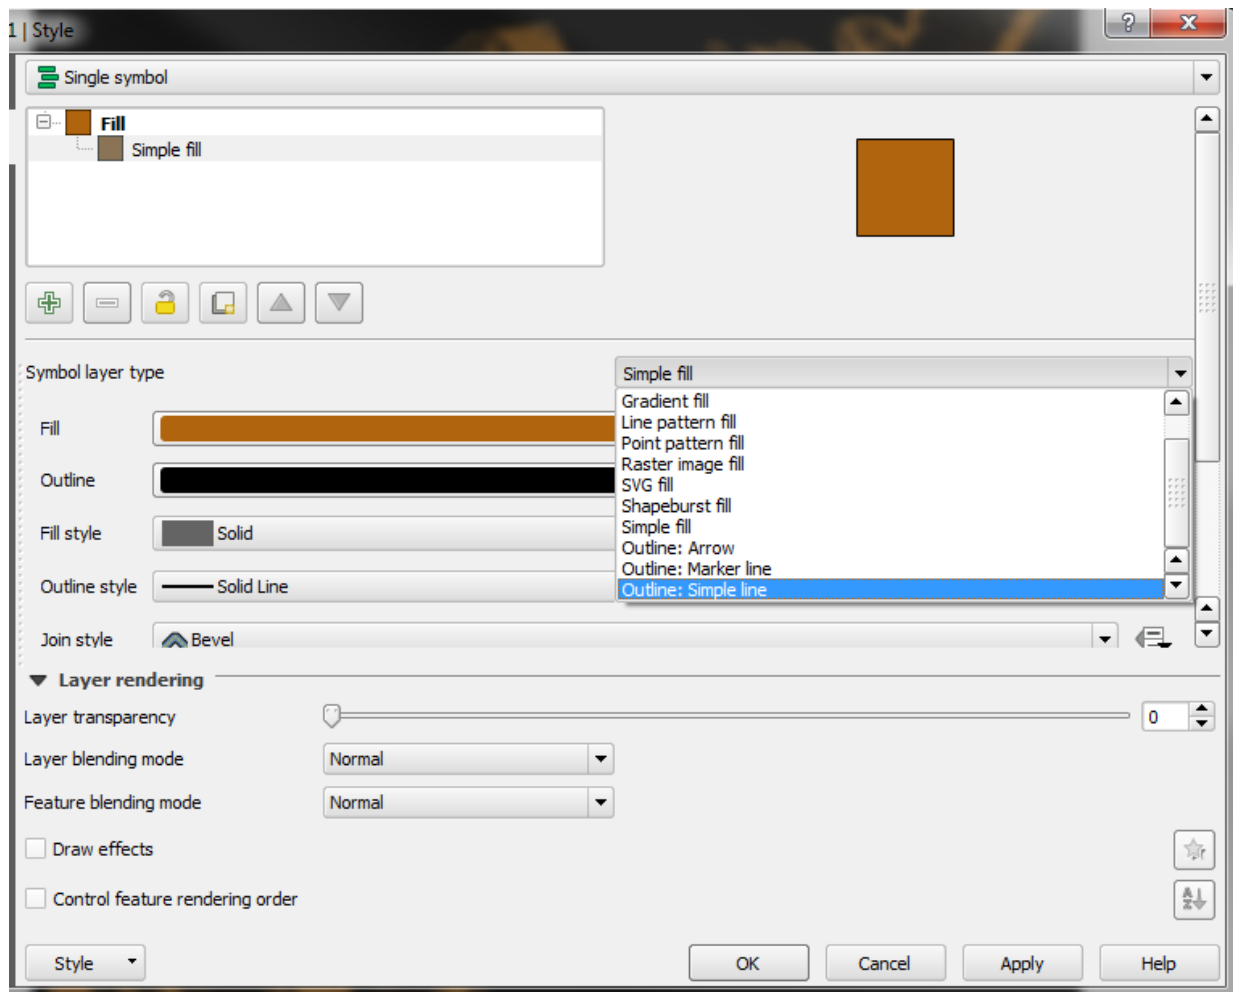 1 | Style
Single symbol
Fill
Simple fill
Symbol layer type
Simple fill
Gradient fill
Line pattern fill
Point pattern fill
Raster image fill
SVG fill
Shapeburst fill
Simple fill
Outline: Arrow
Outline: Marker line
Outline: Simple line
Fill
Outline
Fill style Solid
Outline style Solid Line
Join style Bevel
Layer rendering
Layer transparency 0
Layer blending mode Normal
Feature blending mode Normal
Draw effects
Control feature rendering order
Style OK Cancel Apply Help